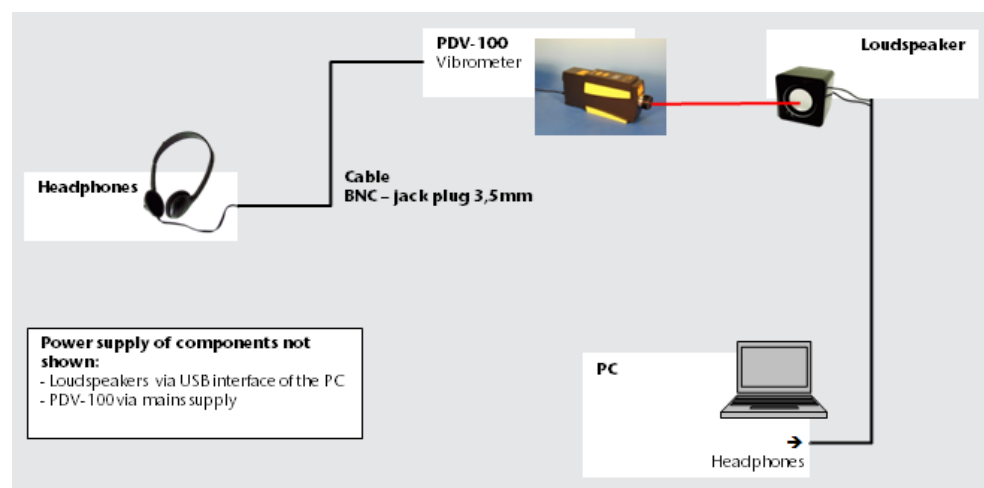 PDV-100
Vibrometer
Loudspeaker
Headphones
Cable
BNC – jack plug 3,5mm
Power supply of components not
shown:
- Loudspeakers via USB interface of the PC
- PDV-100 via mains supply
PC
➔
Headphones